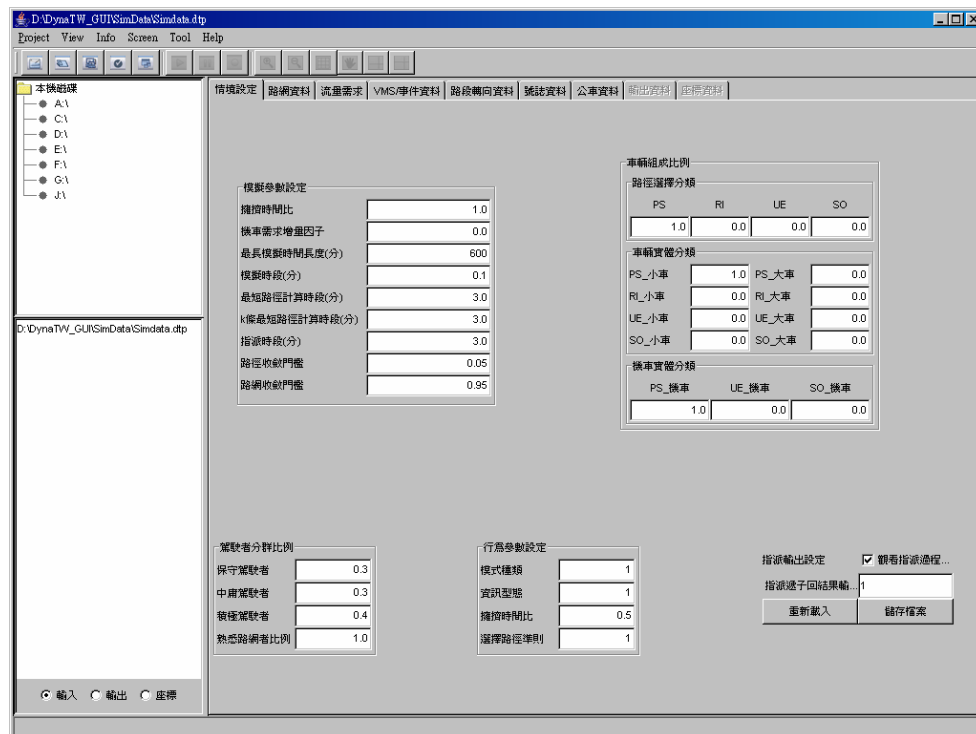 D:\DynaTW_GUI\SimData\Simdata.dtp
Project View Info Screen Tool Help
本機磁碟
A:\
C:\
D:\
E:\
F:\
G:\
J:\
D:\DynaTW_GUI\SimData\Simdata.dtp
輸入 輸出 座標
情境設定 路網資料 流量需求 VMS/事件資料 路段轉向資料 號誌資料 公車資料 輸出資料 座標資料
模擬參數設定
擁擠時間比 1.0
機車需求增量因子 0.0
最長模擬時間長度(分) 600
模擬時段(分) 0.1
最短路徑計算時段(分) 3.0
k條最短路徑計算時段(分) 3.0
指派時段(分) 3.0
路徑收斂門檻 0.05
路網收斂門檻 0.95
車輛組成比例
路徑選擇分類
PS RI UE SO
1.0 0.0 0.0 0.0
車輛實體分類
PS_小車 1.0 PS_大車 0.0
RI_小車 0.0 RI_大車 0.0
UE_小車 0.0 UE_大車 0.0
SO_小車 0.0 SO_大車 0.0
機車實體分類
PS_機車 UE_機車 SO_機車
1.0 0.0 0.0
駕駛者分群比例
保守駕駛者 0.3
中庸駕駛者 0.3
積極駕駛者 0.4
熟悉路網者比例 1.0
行為參數設定
模式種類 1
資訊型態 1
擁擠時間比 0.5
選擇路徑準則 1
指派輸出設定 觀看指派過程...
指派遞子回結果輸... 1
重新載入 儲存檔案